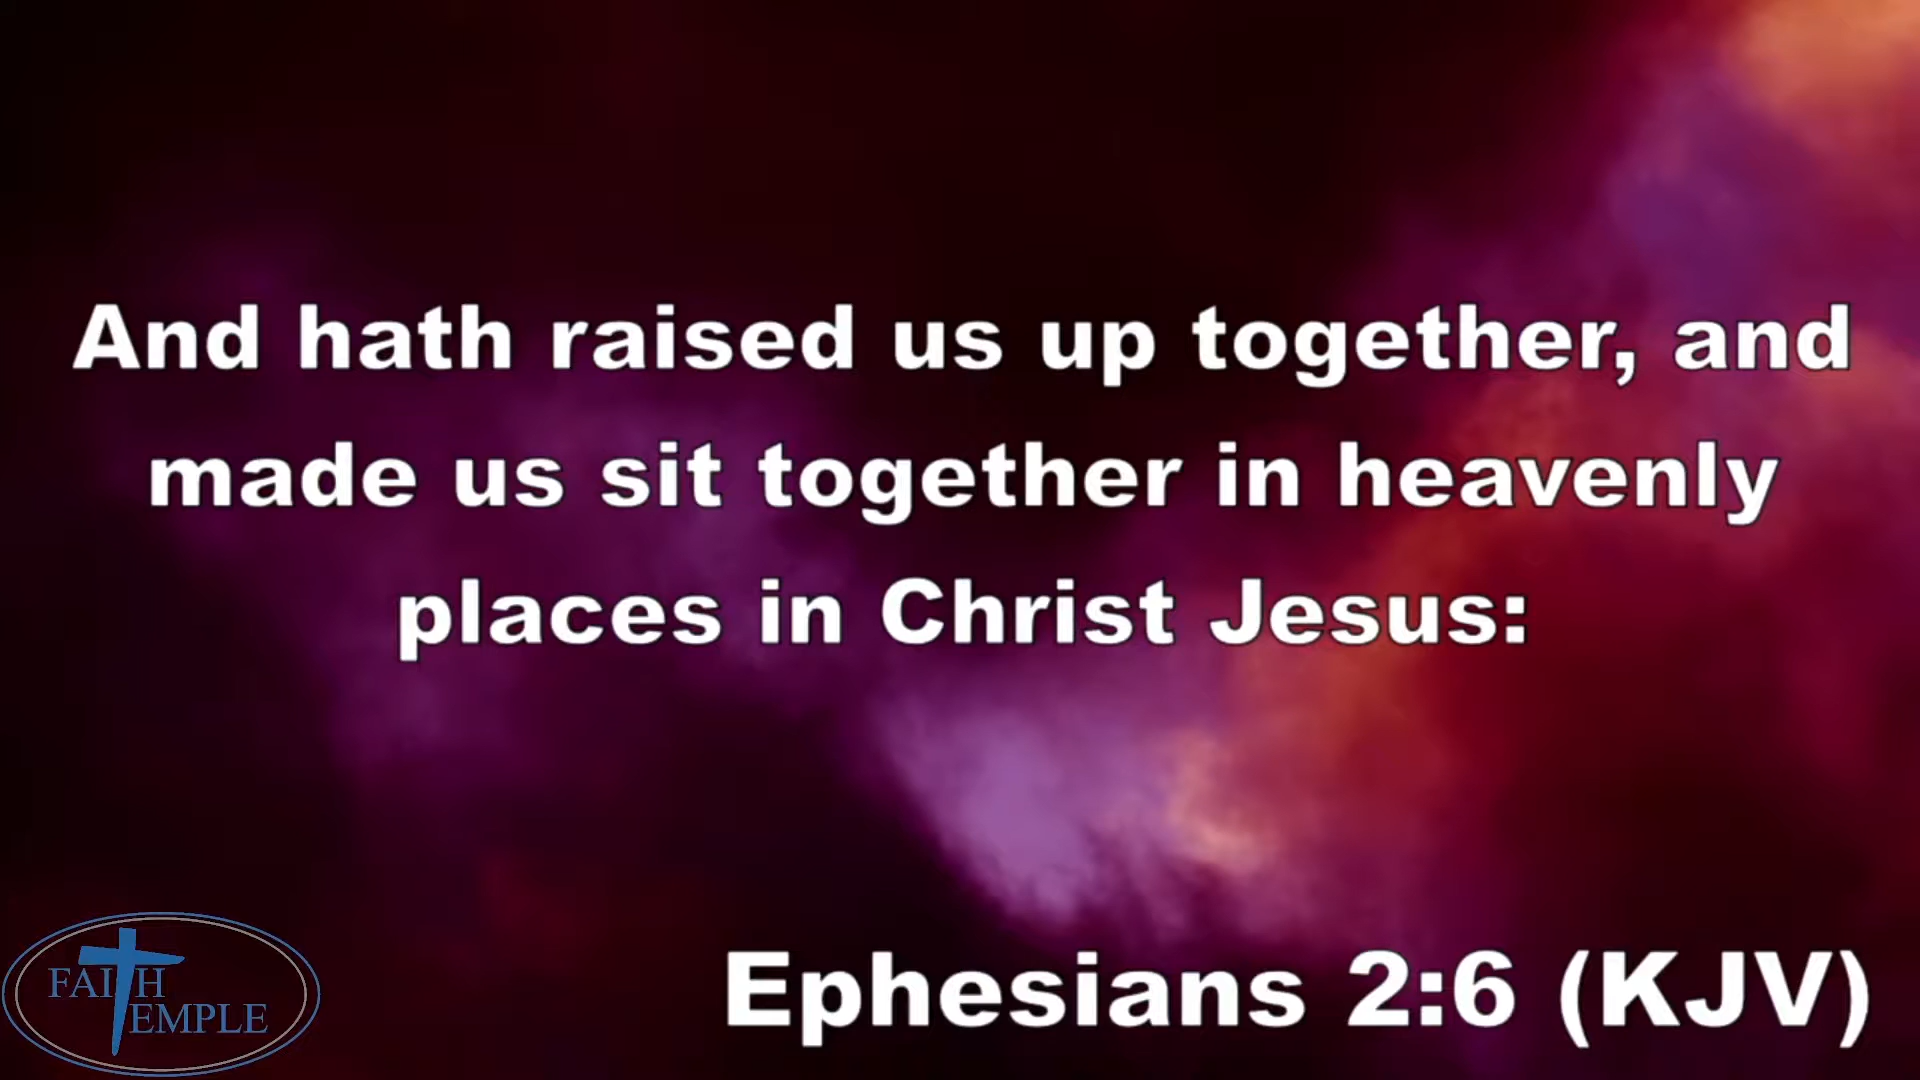 And hath raised us up together, and
made us sit together in heavenly
places in Christ Jesus:
Ephesians 2:6 (KJV)
FAITH
TEMPLE